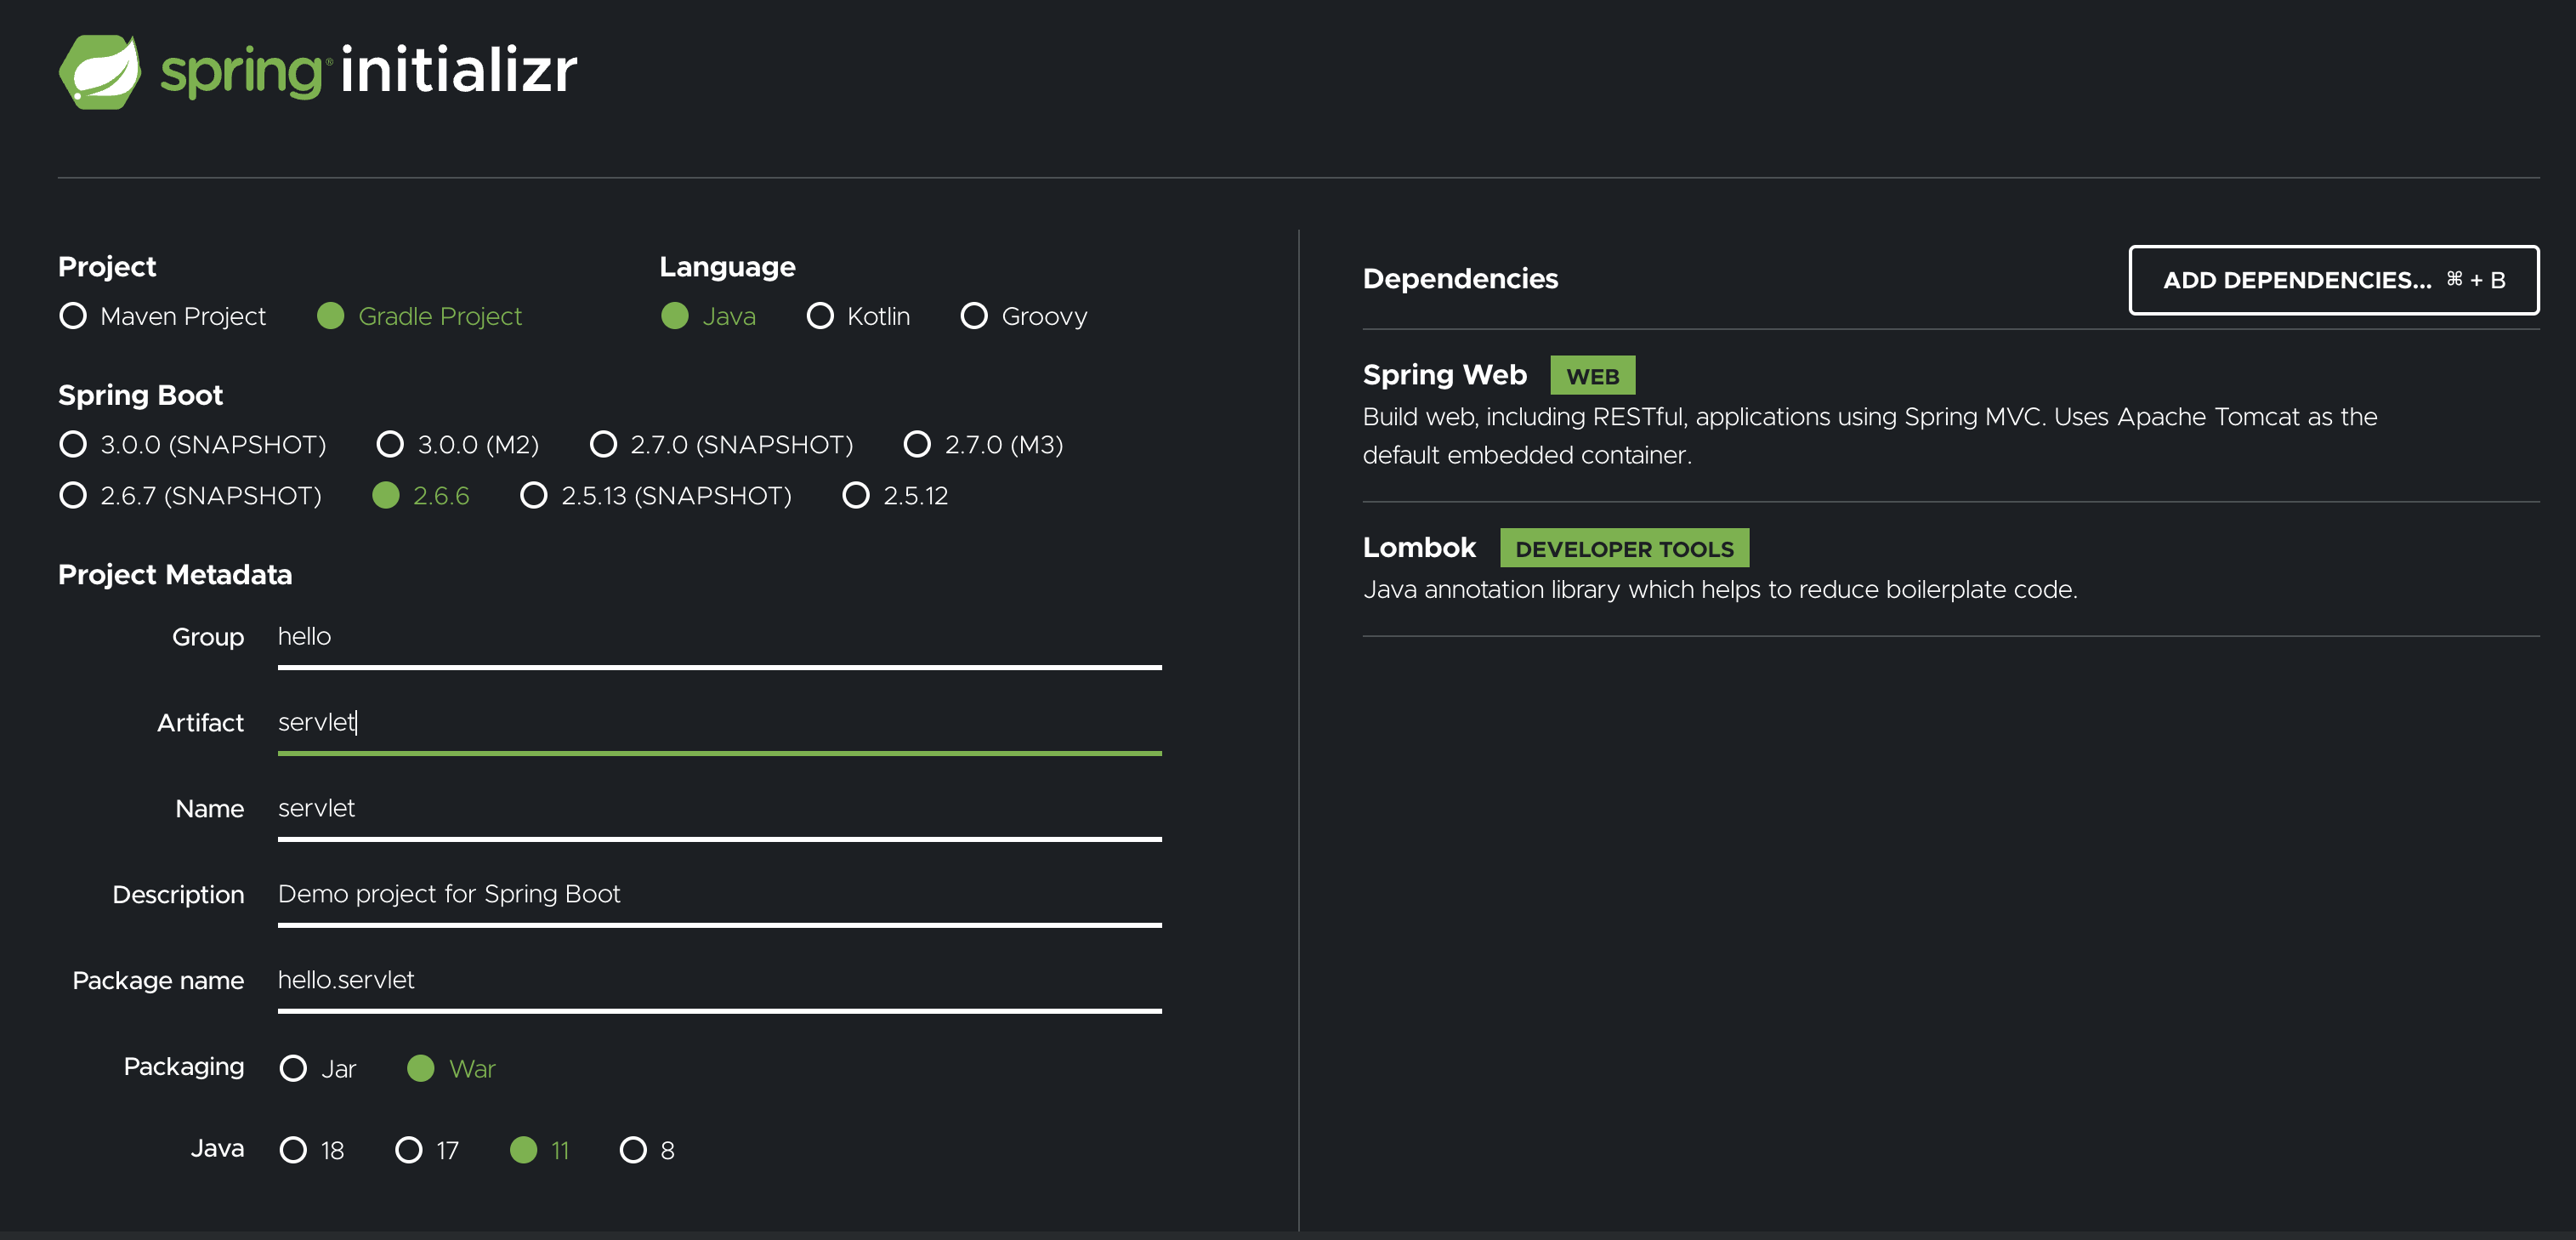 spring® initializr
Project
Maven Project Gradle Project
Language
Java Kotlin Groovy
Spring Boot
3.0.0 (SNAPSHOT) 3.0.0 (M2) 2.7.0 (SNAPSHOT) 2.7.0 (M3)
2.6.7 (SNAPSHOT) 2.6.6 2.5.13 (SNAPSHOT) 2.5.12
Project Metadata
Group hello
Artifact servlet
Name servlet
Description Demo project for Spring Boot
Package name hello.servlet
Packaging Jar War
Java 18 17 11 8
Dependencies
ADD DEPENDENCIES... ⌘ + B
Spring Web WEB
Build web, including RESTful, applications using Spring MVC. Uses Apache Tomcat as the
default embedded container.
Lombok DEVELOPER TOOLS
Java annotation library which helps to reduce boilerplate code.